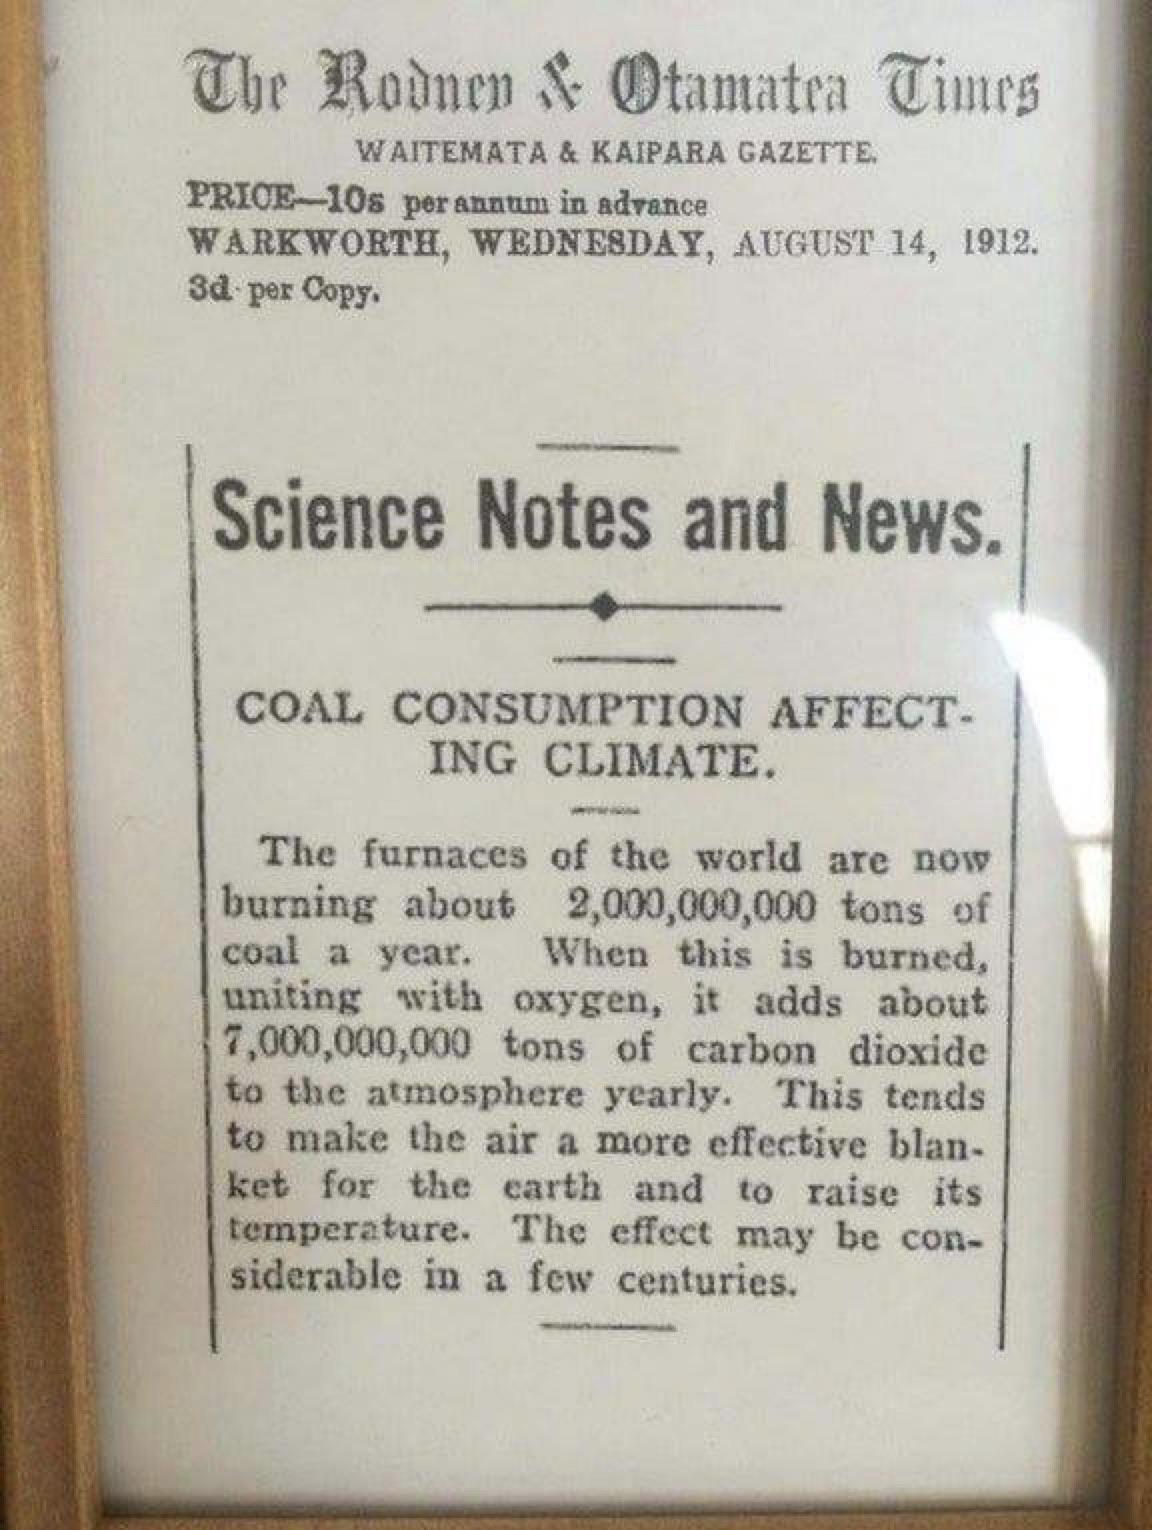 The Rodney & Otamatea Times
WAITEMATA & KAIPARA GAZETTE.
PRICE—10s per annum in advance
WARKWORTH, WEDNESDAY, AUGUST 14, 1912.
3d per Copy.
Science Notes and News.
COAL CONSUMPTION AFFECT-
ING CLIMATE.
The furnaces of the world are now
burning about 2,000,000,000 tons of
coal a year. When this is burned,
uniting with oxygen, it adds about
7,000,000,000 tons of carbon dioxide
to the atmosphere yearly. This tends
to make the air a more effective blan-
ket for the earth and to raise its
temperature. The effect may be con-
siderable in a few centuries.